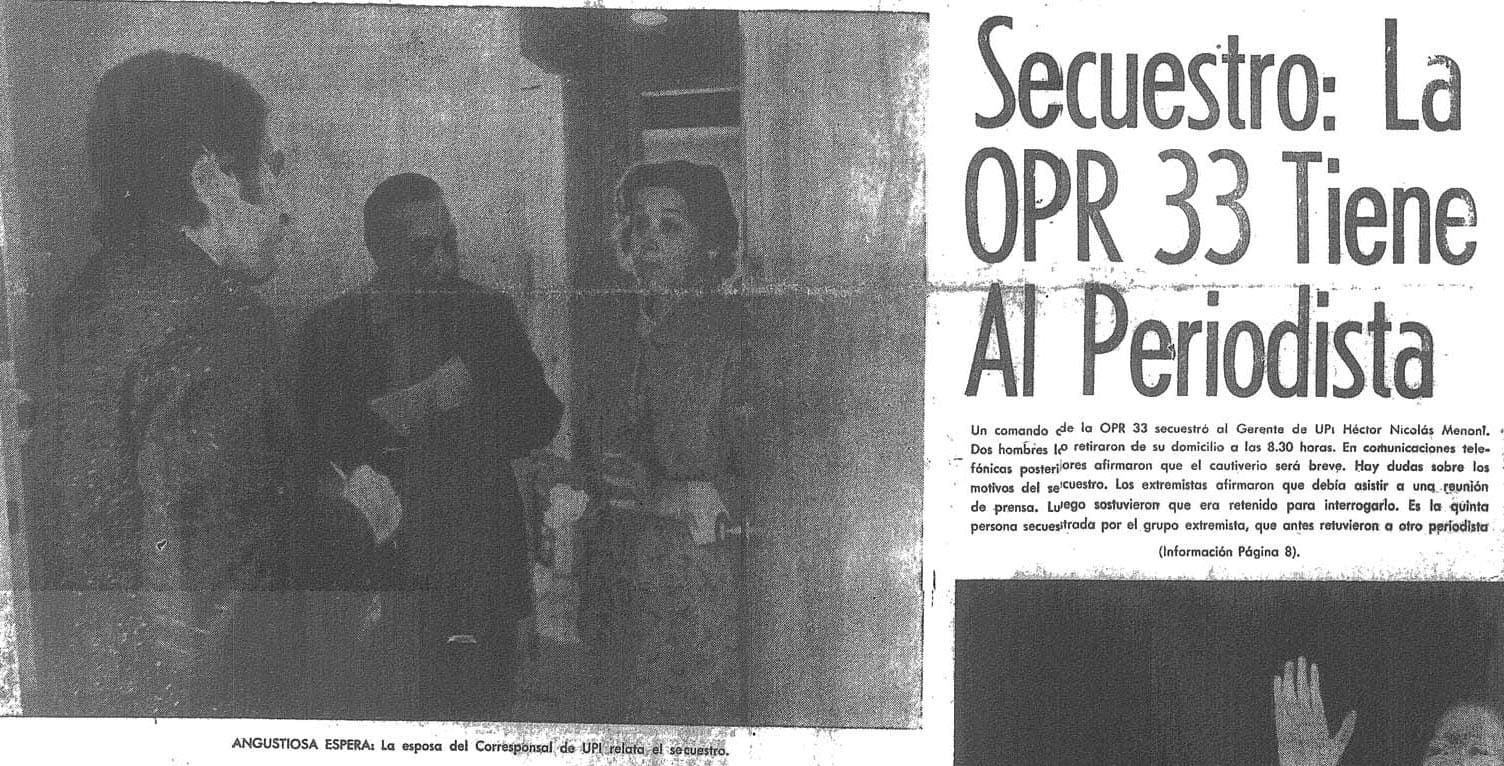 Secuestro: La
OPR 33 Tiene
Al Periodista
Un comando de la OPR 33 secuestró al Gerente de UPI Héctor Nicolás Menoni.
Dos hombres lo retiraron de su domicilio a las 8.30 horas. En comunicaciones tele-
fónicas posteriores afirmaron que el cautiverio será breve. Hay dudas sobre los
motivos del secuestro. Los extremistas afirmaron que debía asistir a una reunión
de prensa. Luego sostuvieron que era retenido para interrogarlo. Es la quinta
persona secuestrada por el grupo extremista, que antes retuvieron a otro periodista
(Información Página 8).
ANGUSTIOSA ESPERA: La esposa del Corresponsal de UPI relata el secuestro.